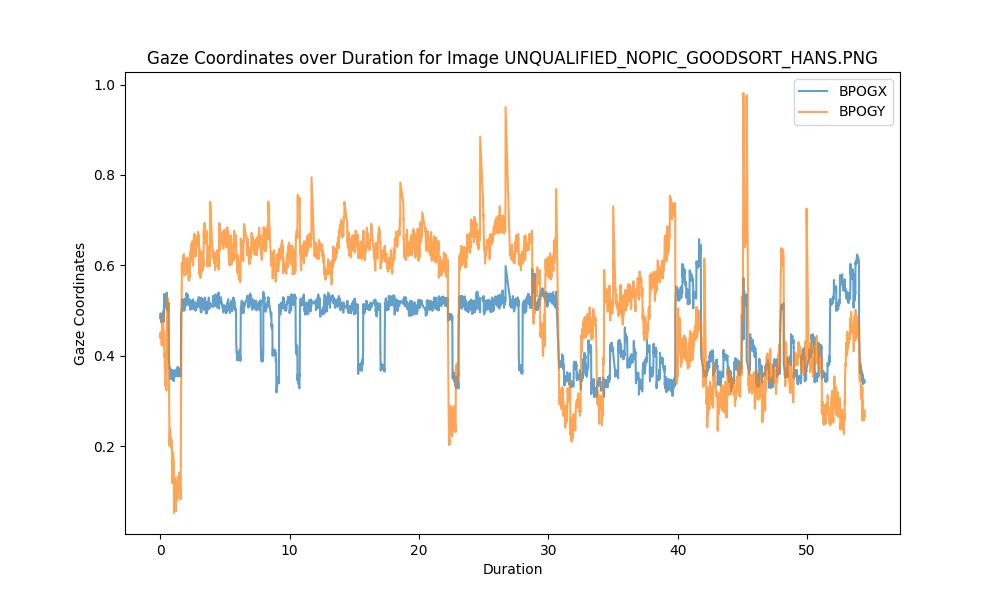 Gaze Coordinates over Duration for Image UNQUALIFIED_NOPIC_GOODSORT_HANS.PNG
BPOGX
BPOGY
1.0
0.8
0.6
0.4
0.2
Gaze Coordinates
0
10
20
30
40
50
Duration